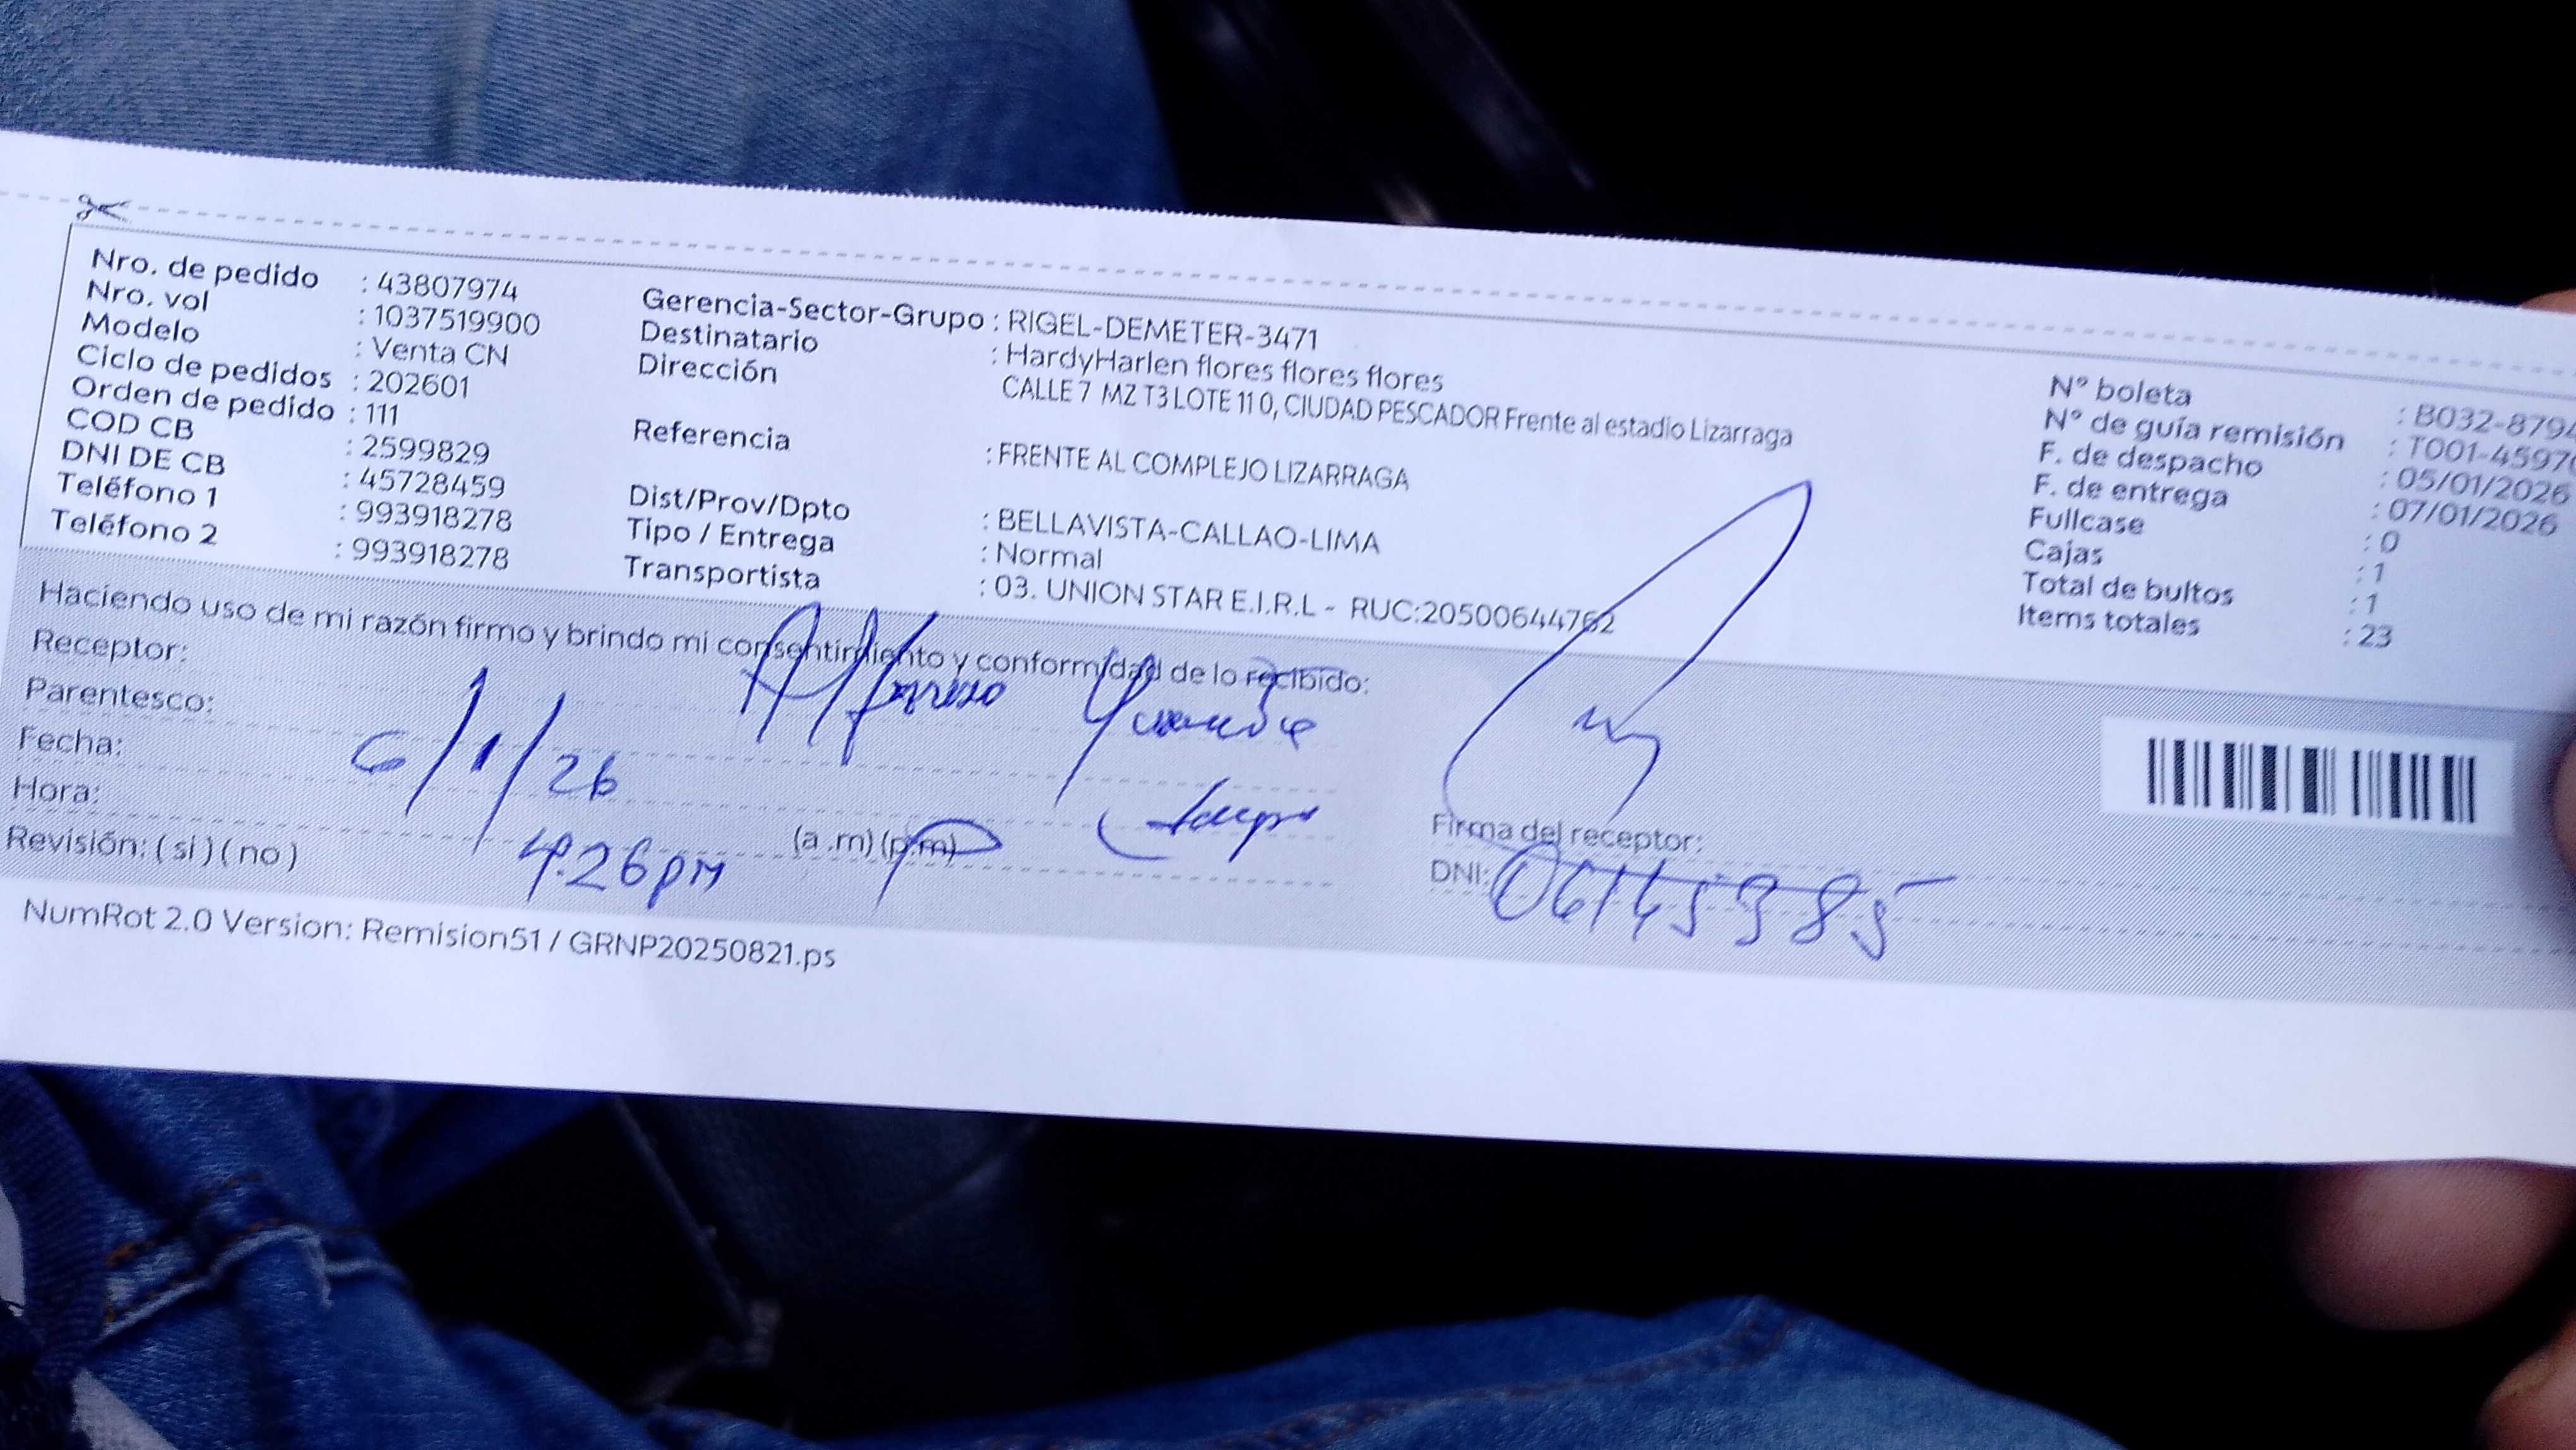 Nro. de pedido : 43807974
Nro. vol : 1037519900
Modelo : Venta CN
Ciclo de pedidos : 202601
Orden de pedido : 111
COD CB : 2599829
DNI DE CB : 45728459
Teléfono 1 : 993918278
Teléfono 2 : 993918278
Gerencia-Sector-Grupo : RIGEL-DEMETER-3471
Destinatario : HardyHarlen flores flores flores
Dirección CALLE 7 MZ T3 LOTE 11 0, CIUDAD PESCADOR Frente al estadio Lizarraga
Referencia : FRENTE AL COMPLEJO LIZARRAGA
Dist/Prov/Dpto : BELLAVISTA-CALLAO-LIMA
Tipo / Entrega : Normal
Transportista : 03. UNION STAR E.I.R.L - RUC:20500644762
N° boleta : B032-8794
N° de guía remisión : T001-4597
F. de despacho : 05/01/2026
F. de entrega : 07/01/2026
Fullcase : 0
Cajas : 1
Total de bultos : 1
Items totales : 23
Haciendo uso de mi razón firmo y brindo mi consentimiento y conformidad de lo recibido:
Receptor:
Parentesco:
Fecha: 6/1/26
Hora: 4:26 pm (a .m) (p.m)
Revisión: ( si ) ( no )
Firma del receptor:
DNI: 06145385
NumRot 2.0 Version: Remision51 / GRNP20250821.ps